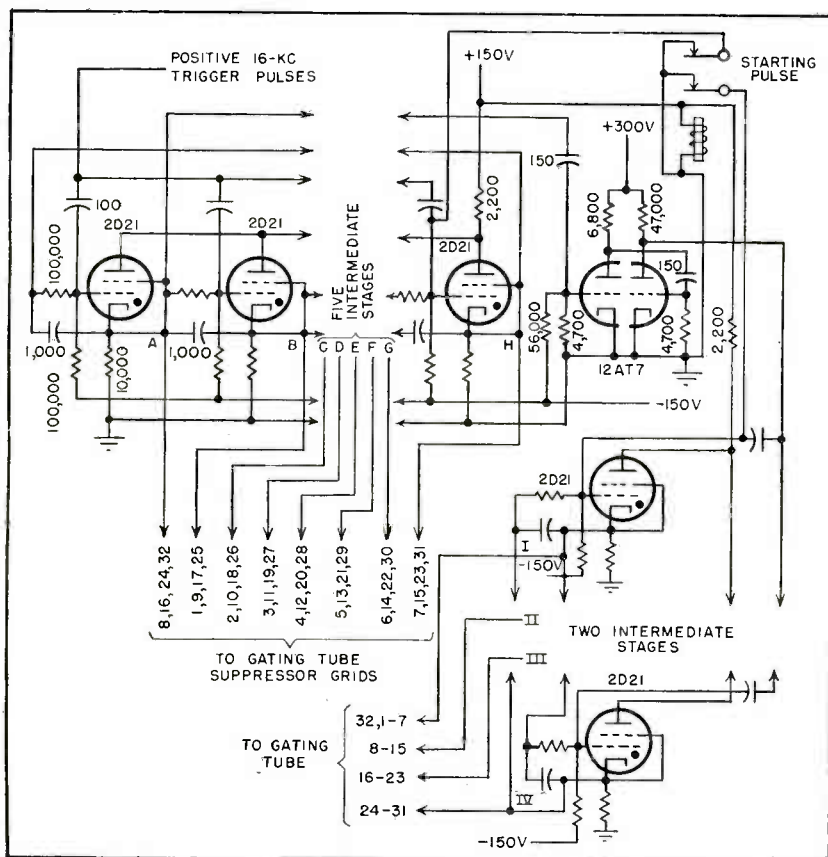 POSITIVE 16-KC
TRIGGER PULSES
+150V
STARTING
PULSE
+300V
150
2,200
6,800
47,000
100
2D21
2D21
2D21
150
100,000
FIVE
INTERMEDIATE
STAGES
56,000
4,700
4,700
2,200
1,000
A
1,000
B
C D E F G
H
12AT7
10,000
100,000
-150V
2D21
I
-150V
8,16,24,32
1,9,17,25
2,10,18,26
3,11,19,27
4,12,20,28
5,13,21,29
6,14,22,30
7,15,23,31
II
TWO INTERMEDIATE
STAGES
TO GATING TUBE
SUPPRESSOR GRIDS
III
2D21
TO GATING
TUBE
32,1-7
8-15
16-23
24-31
IV
-150V